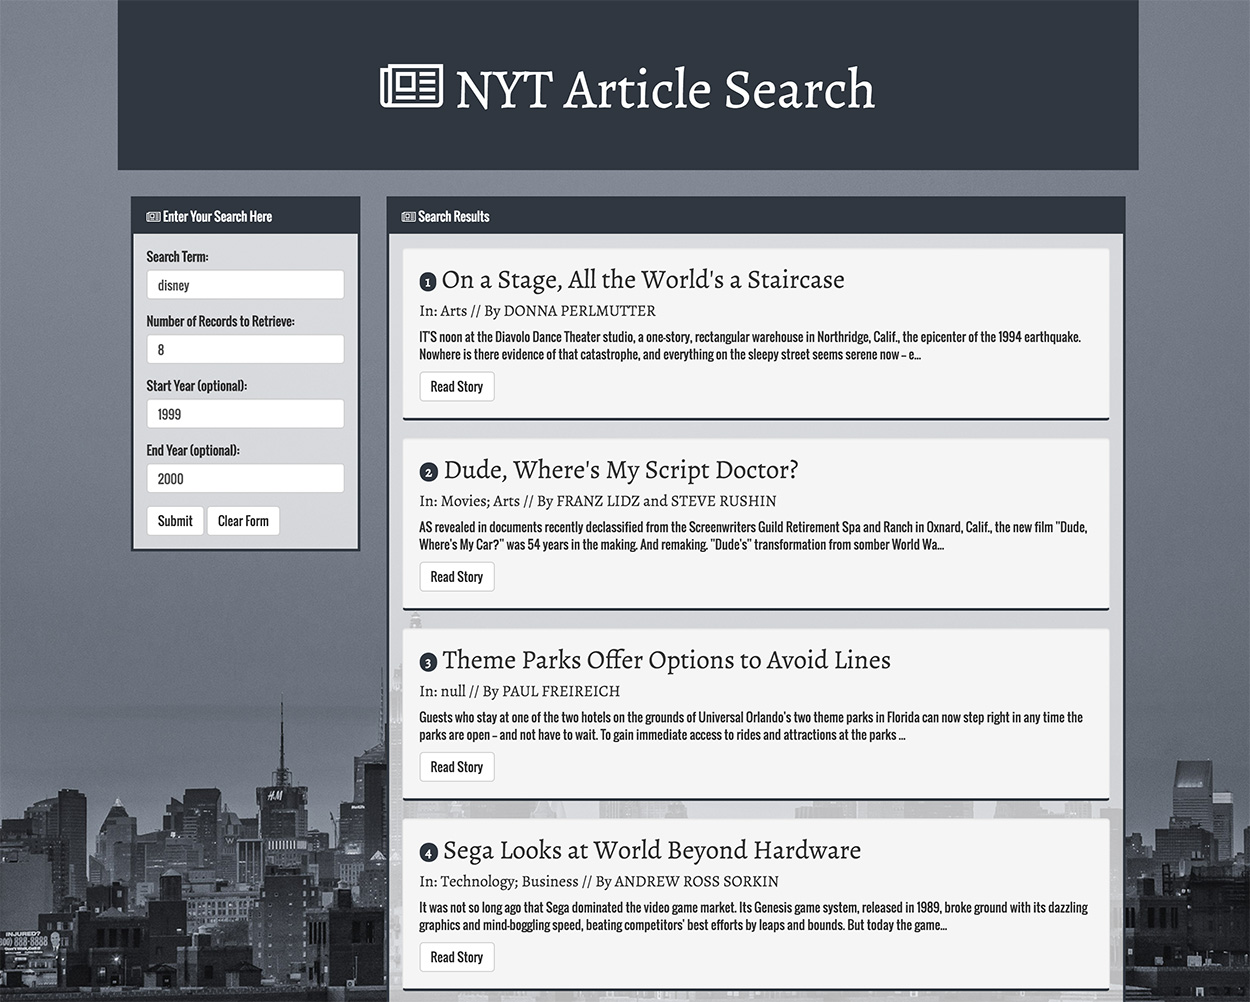 NYT Article Search
Enter Your Search Here
Search Term:
disney
Number of Records to Retrieve:
8
Start Year (optional):
1999
End Year (optional):
2000
Submit Clear Form
Search Results
1 On a Stage, All the World's a Staircase
In: Arts // By DONNA PERLMUTTER
IT'S noon at the Diavolo Dance Theater studio, a one-story, rectangular warehouse in Northridge, Calif., the epicenter of the 1994 earthquake.
Nowhere is there evidence of that catastrophe, and everything on the sleepy street seems serene now -- e...
Read Story
2 Dude, Where's My Script Doctor?
In: Movies; Arts // By FRANZ LIDZ and STEVE RUSHIN
AS revealed in documents recently declassified from the Screenwriters Guild Retirement Spa and Ranch in Oxnard, Calif., the new film "Dude,
Where's My Car?" was 54 years in the making. And remaking. "Dude's" transformation from somber World Wa...
Read Story
3 Theme Parks Offer Options to Avoid Lines
In: null // By PAUL FREIREICH
Guests who stay at one of the two hotels on the grounds of Universal Orlando's two theme parks in Florida can now step right in any time the
parks are open -- and not have to wait. To gain immediate access to rides and attractions at the parks ...
Read Story
4 Sega Looks at World Beyond Hardware
In: Technology; Business // By ANDREW ROSS SORKIN
It was not so long ago that Sega dominated the video game market. Its Genesis game system, released in 1989, broke ground with its dazzling
graphics and mind-boggling speed, beating competitors' best efforts by leaps and bounds. But today the game...
Read Story
H&M
W
INJURED?
888-8888